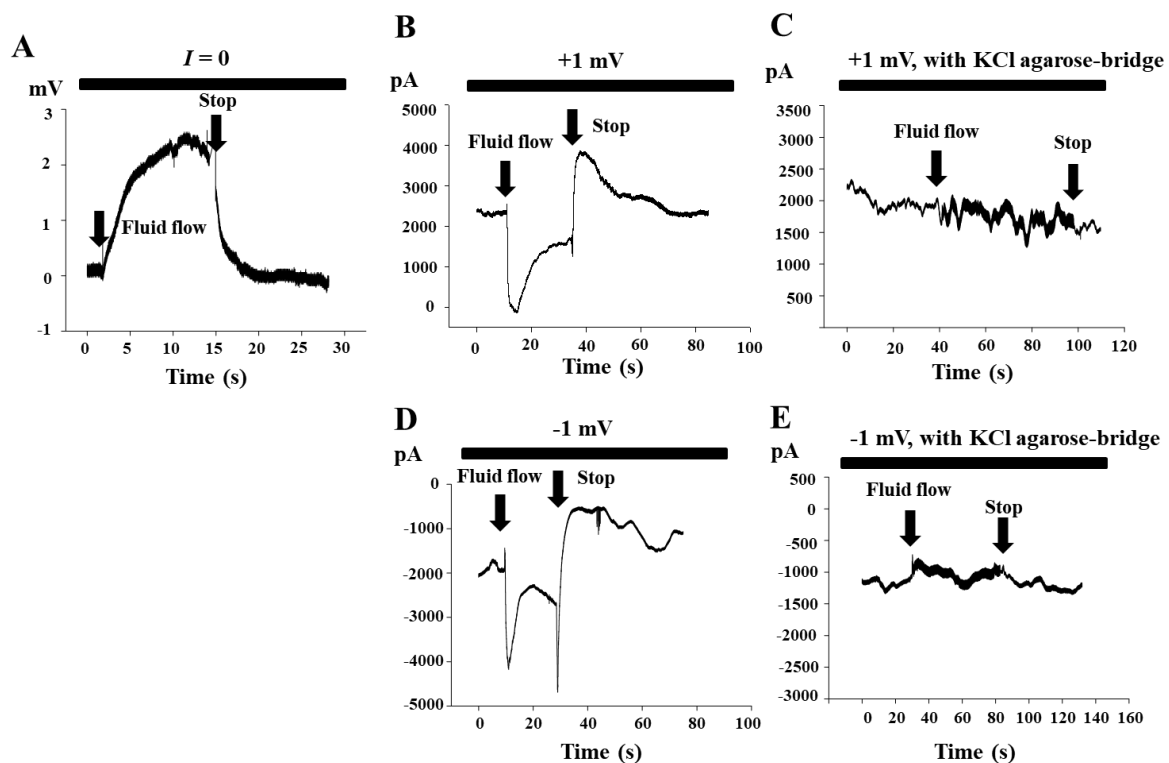 A
I = 0
mV
Stop
3
2
1
0
-1
Fluid flow
0 5 10 15 20 25 30
Time (s)
B
+1 mV
pA
5000
4000
3000
2000
1000
0
Fluid flow
Stop
0 20 40 60 80 100
Time (s)
C
+1 mV, with KCl agarose-bridge
pA
3500
3000
2500
2000
1500
1000
500
Fluid flow
Stop
0 20 40 60 80 100 120
Time (s)
D
-1 mV
pA
0
-1000
-2000
-3000
-4000
-5000
Fluid flow
Stop
0 20 40 60 80 100
Time (s)
E
-1 mV, with KCl agarose-bridge
pA
500
0
-500
-1000
-1500
-2000
-2500
-3000
Fluid flow
Stop
0 20 40 60 80 100 120 140 160
Time (s)